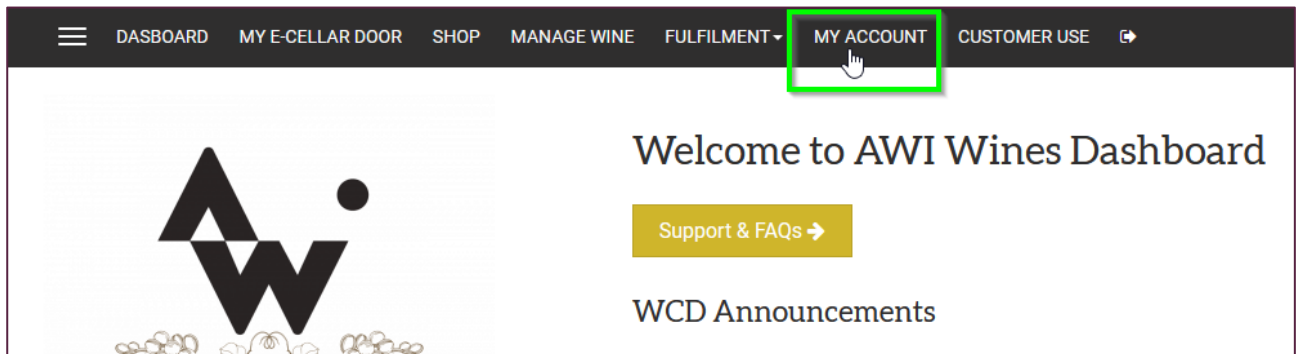 DASBOARD MY E-CELLAR DOOR SHOP MANAGE WINE FULFILMENT MY ACCOUNT CUSTOMER USE
Welcome to AWI Wines Dashboard
Support & FAQs
WCD Announcements
AWi